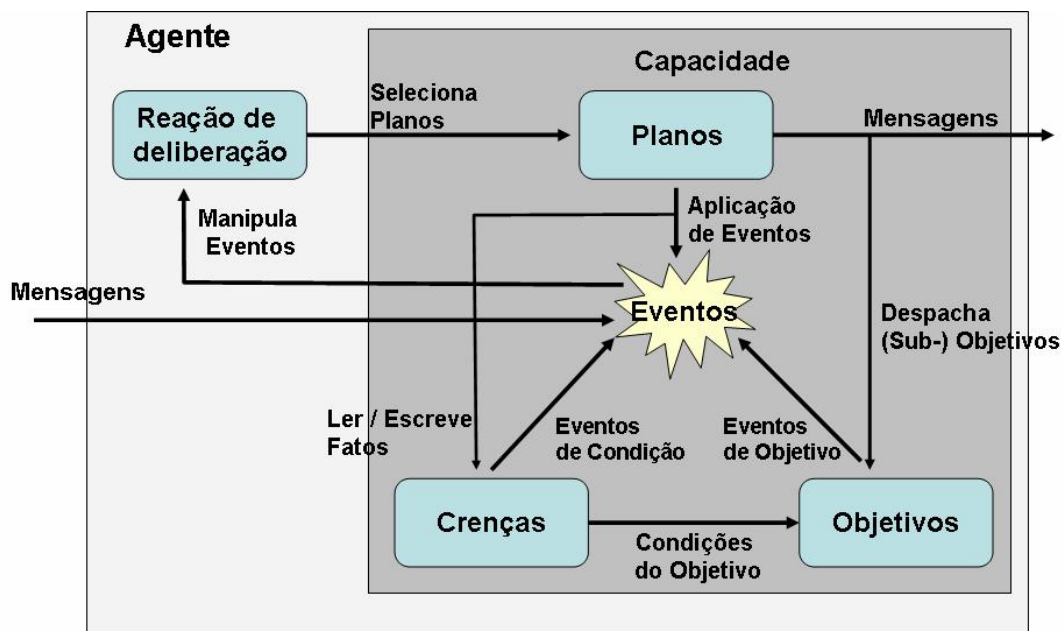 Agente
Capacidade
Reação de
deliberação
Seleciona
Planos
Planos
Mensagens
Manipula
Eventos
Aplicação
de Eventos
Mensagens
Eventos
Despacha
(Sub-) Objetivos
Ler / Escreve
Fatos
Eventos
de Condição
Eventos
de Objetivo
Crenças
Condições
do Objetivo
Objetivos